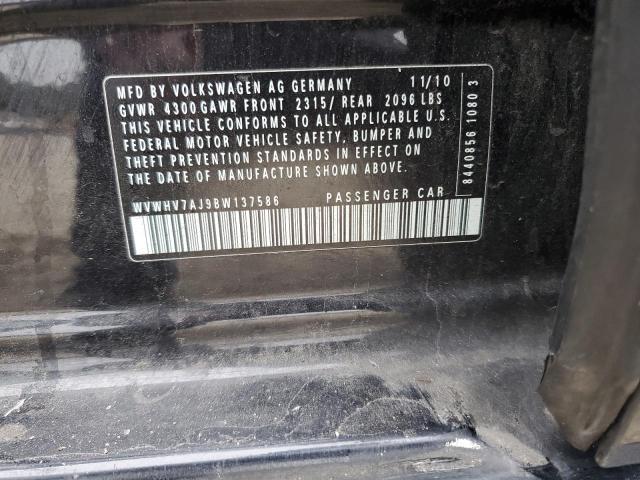 MFD BY VOLKSWAGEN AG GERMANY 11/10
GVWR 4300 GAWR FRONT 2315/ REAR 2096 LBS
THIS VEHICLE CONFORMS TO ALL APPLICABLE U.S.
FEDERAL MOTOR VEHICLE SAFETY, BUMPER AND
THEFT PREVENTION STANDARDS IN EFFECT ON
THE DATE OF MANUFACTURE SHOWN ABOVE.
WVWHV7AJ9BW137586 PASSENGER CAR
8440856 1080 3